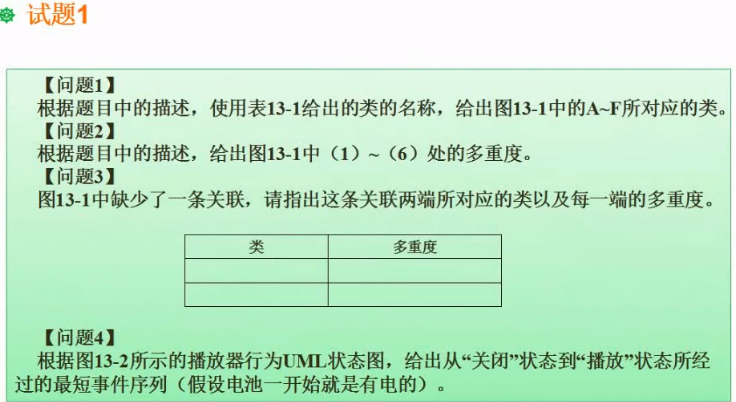 试题1
【问题1】
根据题目中的描述，使用表13-1给出的类的名称，给出图13-1中的A~F所对应的类。
【问题2】
根据题目中的描述，给出图13-1中（1）~（6）处的多重度。
【问题3】
图13-1中缺少了一条关联，请指出这条关联两端所对应的类以及每一端的多重度。
类 多重度
【问题4】
根据图13-2所示的播放器行为UML状态图，给出从“关闭”状态到“播放”状态所经
过的最短事件序列（假设电池一开始就是有电的）。